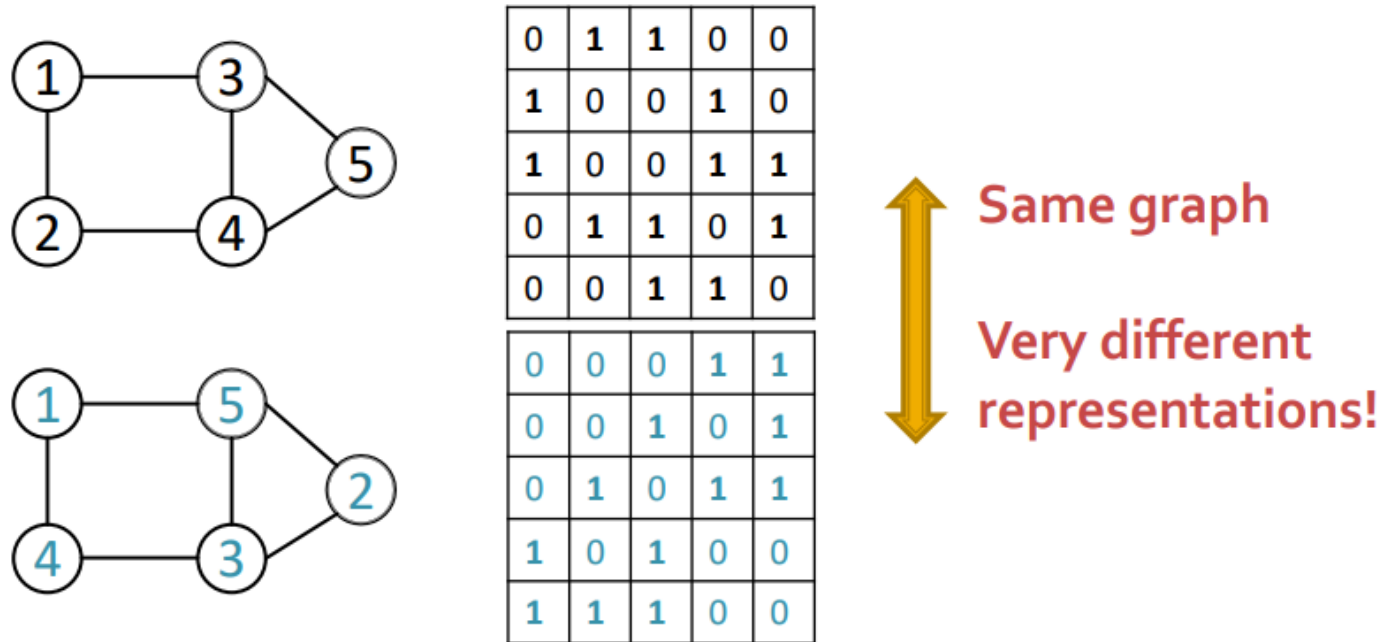 1 3
5
2 4
0 1 1 0 0
1 0 0 1 0
1 0 0 1 1
0 1 1 0 1
0 0 1 1 0
Same graph
Very different
representations!
1 5
2
4 3
0 0 0 1 1
0 0 1 0 1
0 1 0 1 1
1 0 1 0 0
1 1 1 0 0